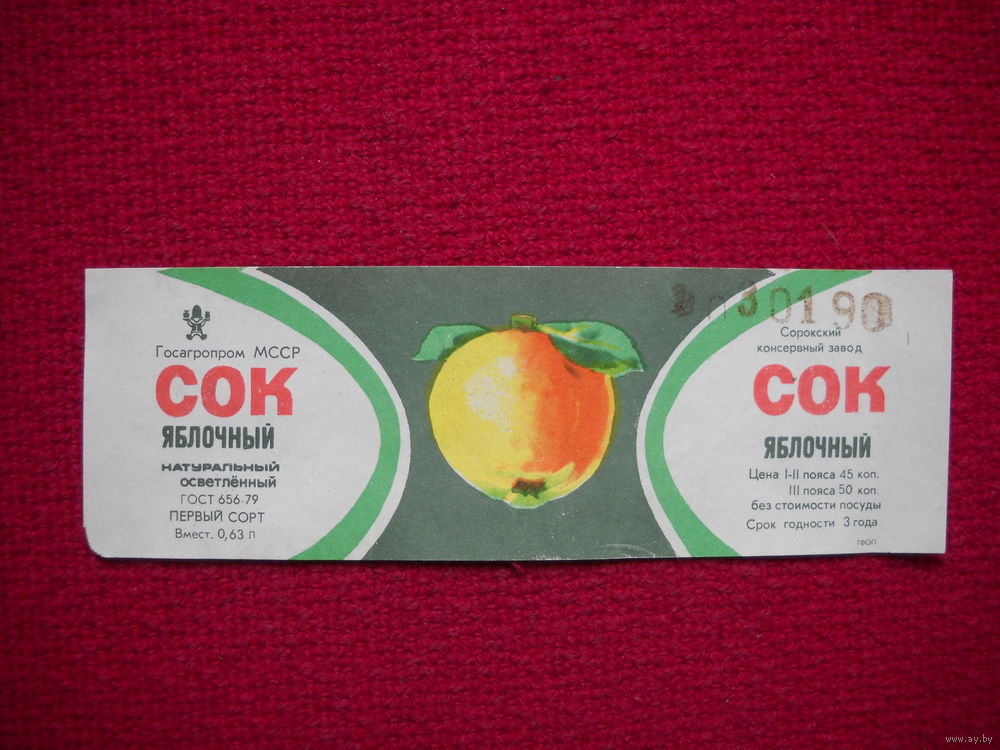 Госагропром МССР
СОК
ЯБЛОЧНЫЙ
НАТУРАЛЬНЫЙ
ОСВЕТЛЁННЫЙ
ГОСТ 656-79
ПЕРВЫЙ СОРТ
Вмест. 0,63 л
0190
Сорокский
консервный завод
СОК
ЯБЛОЧНЫЙ
Цена I-II пояса 45 коп.
III пояса 50 коп.
без стоимости посуды
Срок годности 3 года
ТФОП
www.ay.by